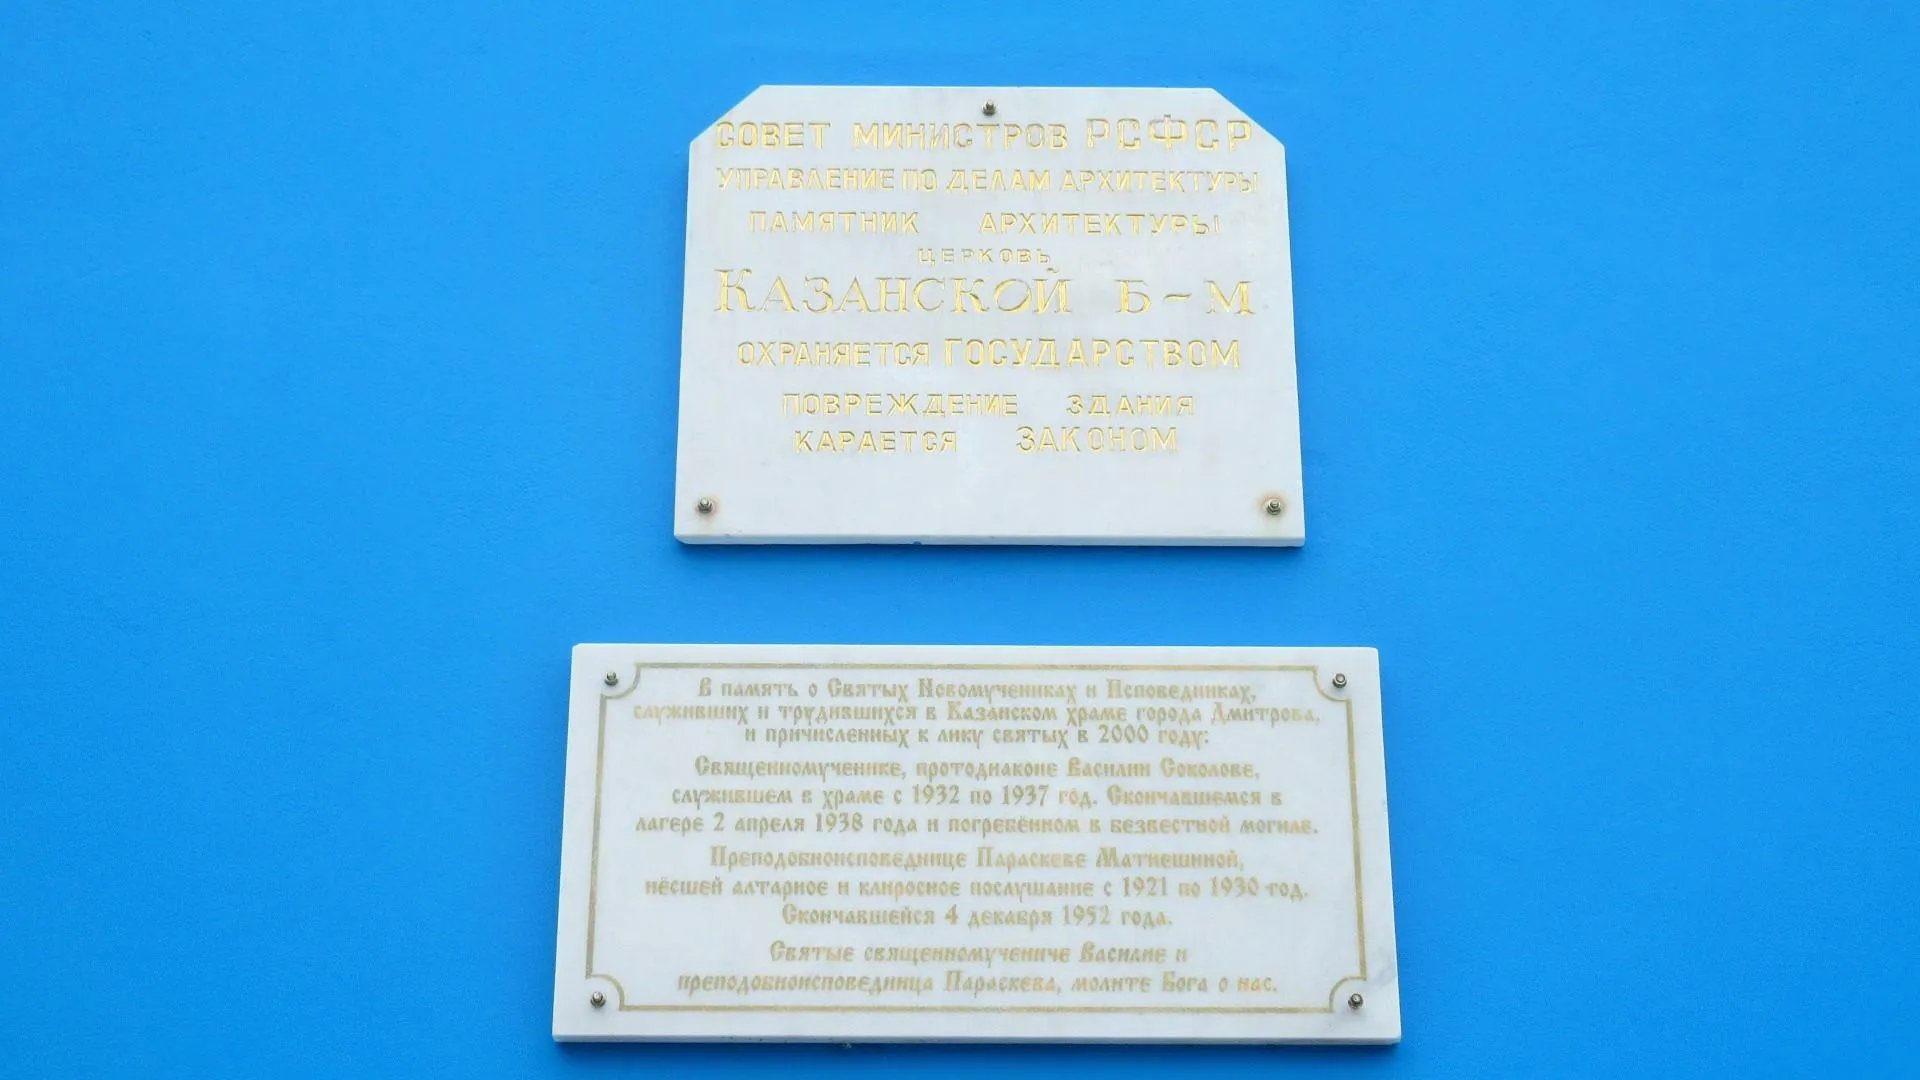 СОВЕТ МИНИСТРОВ РСФСР
УПРАВЛЕНИЕ ПО ДЕЛАМ АРХИТЕКТУРЫ
ПАМЯТНИК АРХИТЕКТУРЫ
ЦЕРКОВЬ
КАЗАНСКОЙ Б-М
ОХРАНЯЕТСЯ ГОСУДАРСТВОМ
ПОВРЕЖДЕНИЕ ЗДАНИЯ
КАРАЕТСЯ ЗАКОНОМ
В память о Святых Новомучениках и Исповедниках,
служивших и трудившихся в Казанском храме города Дмитрова,
и причисленных к лику святых в 2000 году:
Священномученике, протодиаконе Василии Соколове,
служившем в храме с 1932 по 1937 год. Скончавшемся в
лагере 2 апреля 1938 года и погребённом в безвестной могиле.
Преподобноисповеднице Параскеве Матиешиной,
нёсшей алтарное и клиросное послушание с 1921 по 1930 год.
Скончавшейся 4 декабря 1952 года.
Святые священномучениче Василие и
преподобноисповедница Параскева, молите Бога о нас.